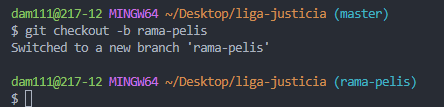 dam111@217-12 MINGW64 ~/Desktop/liga-justicia (master)
$ git checkout -b rama-pelis
Switched to a new branch 'rama-pelis'
dam111@217-12 MINGW64 ~/Desktop/liga-justicia (rama-pelis)
$